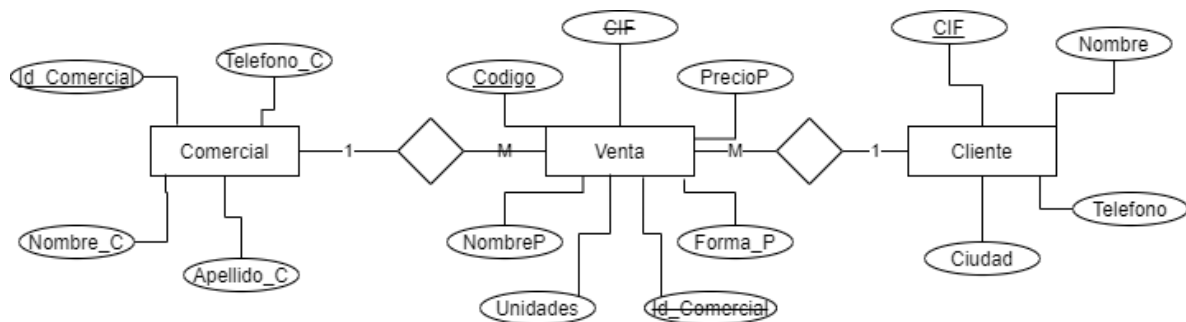 CIF
CIF
Nombre
Telefono_C
Id_Comercial
Codigo
PrecioP
Comercial
1
M
Venta
M
1
Cliente
Nombre_C
NombreP
Forma_P
Telefono
Apellido_C
Ciudad
Unidades
Id_Comercial